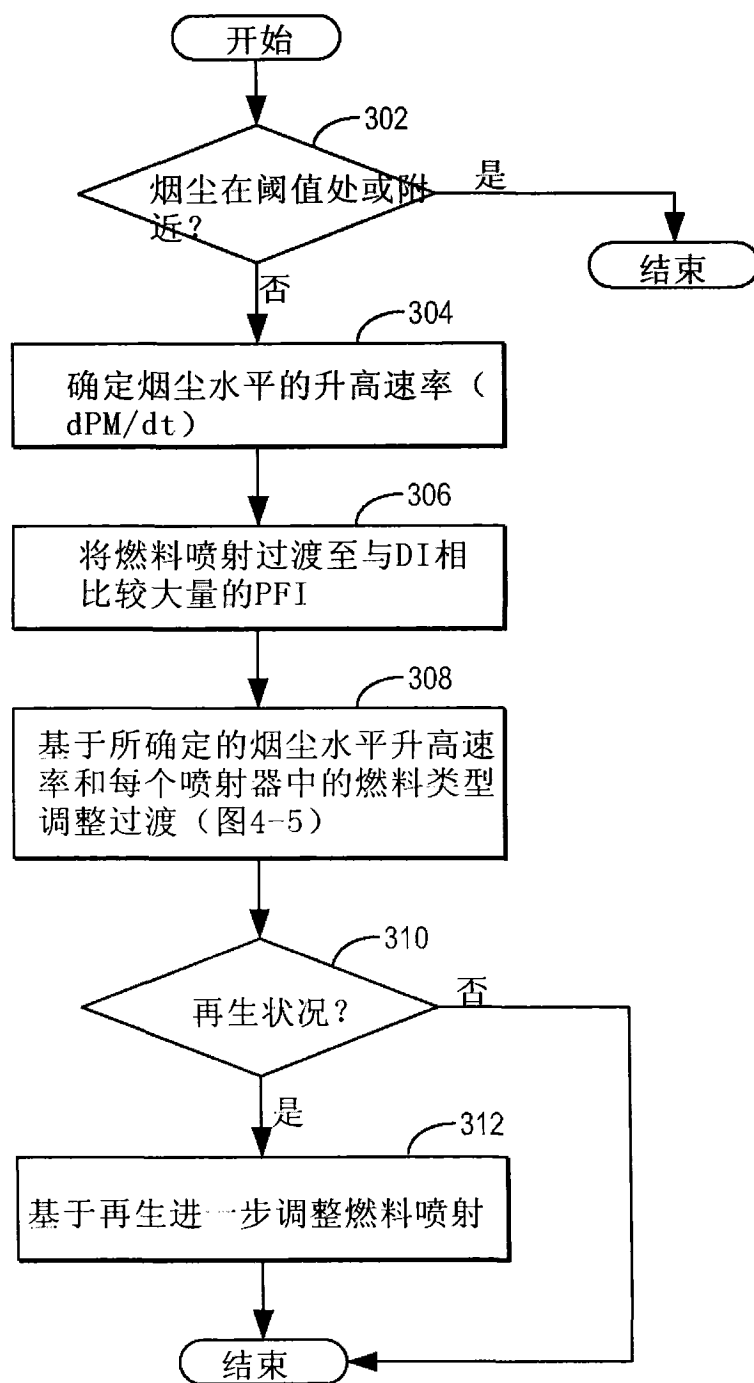 开始
302
烟尘在阈值处或附
近？
是
结束
否
304
确定烟尘水平的升高速率（
dPM/dt）
306
将燃料喷射过渡至与DI相
比较大量的PFI
308
基于所确定的烟尘水平升高速
率和每个喷射器中的燃料类型
调整过渡（图4-5）
310
再生状况？
否
是
312
基于再生进一步调整燃料喷射
结束